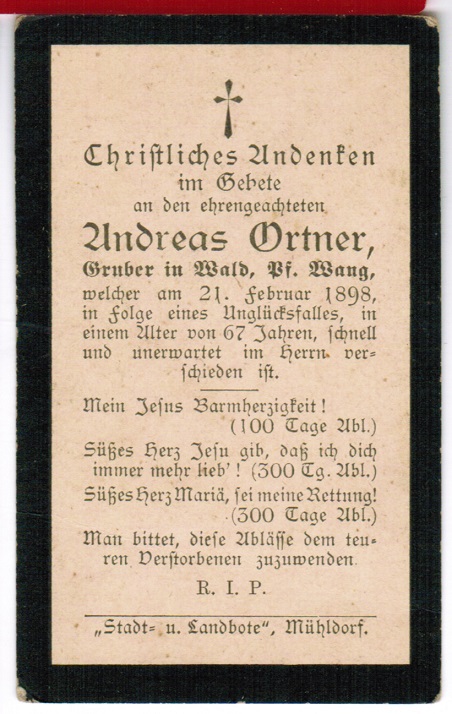 Christliches Andenken
im Gebete
an den ehrengeachteten
Andreas Ortner,
Gruber in Wald, Pf. Wang,
welcher am 21. Februar 1898,
in Folge eines Unglücksfalles, in
einem Alter von 67 Jahren, schnell
und unerwartet im Herrn ver-
schieden ist.
Mein Jesus Barmherzigkeit!
(100 Tage Abl.)
Süßes Herz Jesu gib, daß ich dich
immer mehr lieb'! (300 Tg. Abl.)
Süßes Herz Mariä, sei meine Rettung!
(300 Tage Abl.)
Man bittet, diese Ablässe dem teu-
ren Verstorbenen zuzuwenden.
R. I. P.
„Stadt- u. Landbote", Mühldorf.